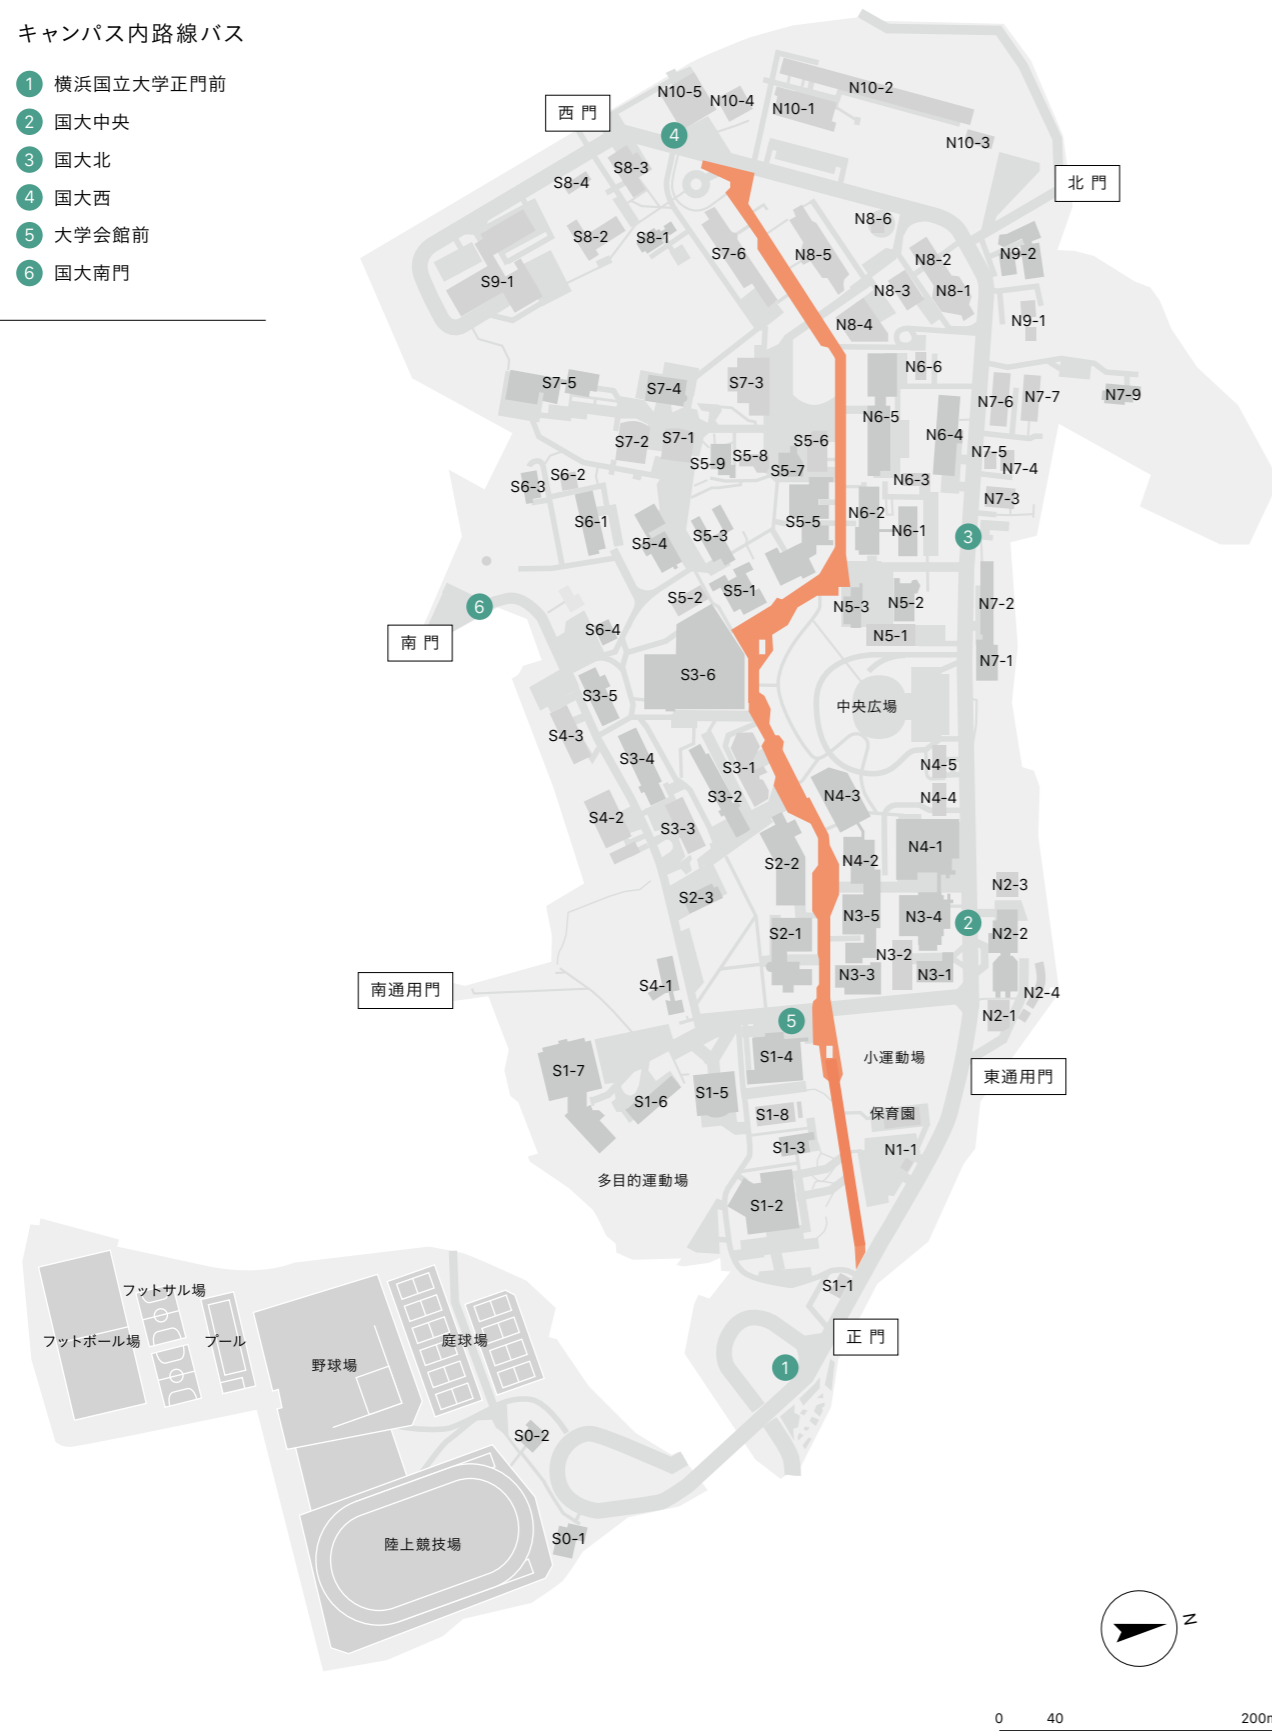 キャンパス内路線バス
1 横浜国立大学正門前
2 国大中央
3 国大北
4 国大西
5 大学会館前
6 国大南門
N10-5
N10-4
N10-2
N10-1
西門
4
N10-3
S8-3
S8-4
北門
N8-6
S8-2
S8-1
S7-6
N8-5
N8-2
N9-2
S9-1
N8-3
N8-1
N8-4
N9-1
N6-6
S7-5
S7-4
S7-3
N7-6
N7-7
N7-9
N6-5
N6-4
S7-2
S7-1
S5-6
S5-9
S5-8
S5-7
N7-5
N7-4
S6-2
S6-3
N6-3
N7-3
S6-1
S5-5
N6-2
N6-1
S5-4
S5-3
3
S5-1
S5-2
6
N5-3
N5-2
N7-2
南門
S6-4
N5-1
N7-1
S3-6
S3-5
中央広場
S4-3
S3-4
S3-1
N4-5
S3-2
N4-3
N4-4
S4-2
S3-3
N4-1
S2-2
N4-2
N2-3
S2-3
N3-5
N3-4
2
S2-1
N2-2
N3-2
N3-3
N3-1
南通用門
S4-1
N2-4
N2-1
5
S1-4
小運動場
S1-7
東通用門
S1-5
S1-6
S1-8
保育園
S1-3
N1-1
多目的運動場
S1-2
S1-1
正門
フットサル場
フットボール場
プール
庭球場
野球場
1
S0-2
陸上競技場
S0-1
N
0 40 200m